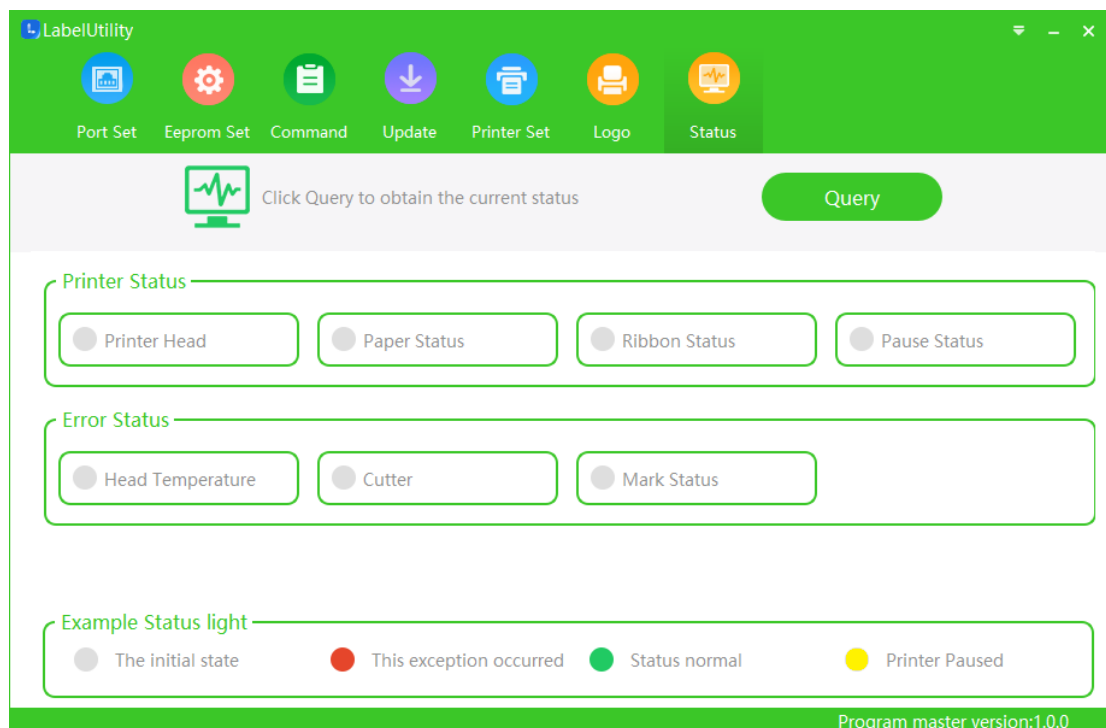 LabelUtility
Port Set Eeprom Set Command Update Printer Set Logo Status
Click Query to obtain the current status Query
Printer Status
Printer Head Paper Status Ribbon Status Pause Status
Error Status
Head Temperature Cutter Mark Status
Example Status light
The initial state This exception occurred Status normal Printer Paused
Program master version:1.0.0